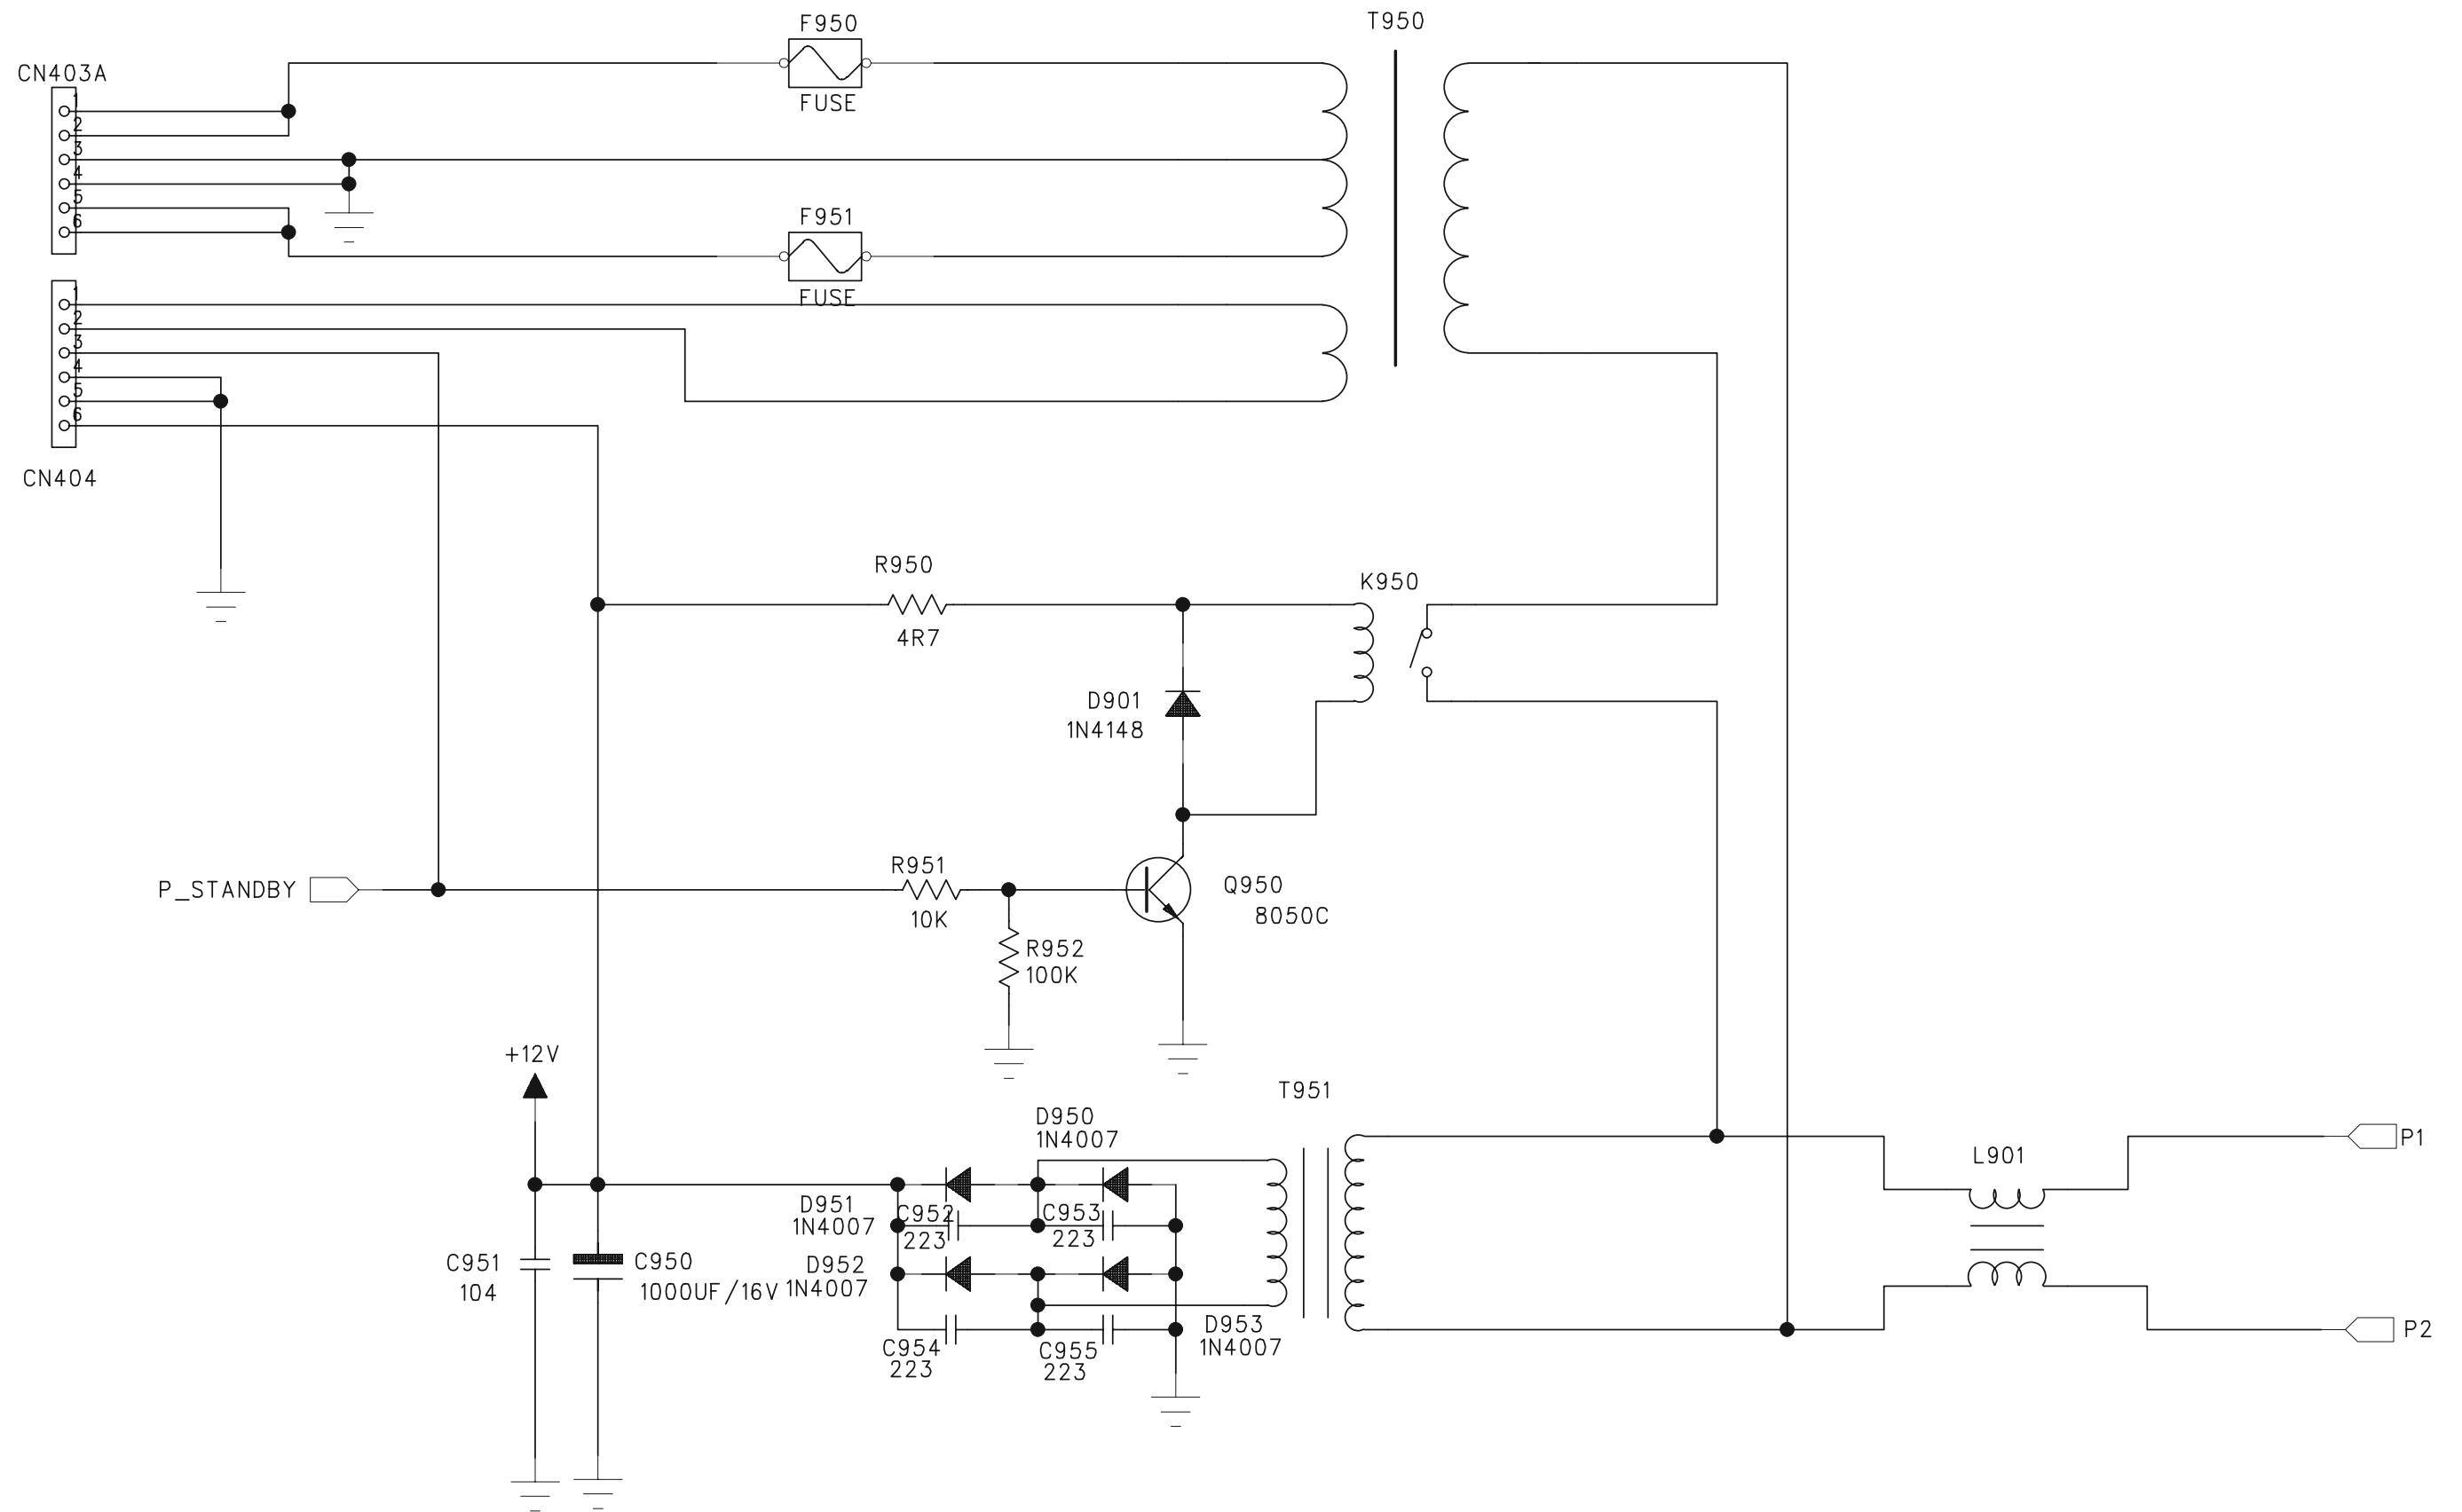 F950
T950
CN403A
1
2
3
4
5
6
FUSE
F951
FUSE
1
2
3
4
5
6
CN404
R950
4R7
K950
D901
1N4148
P_STANDBY
R951
10K
Q950
8050C
R952
100K
+12V
T951
D950
1N4007
P1
L901
D951
1N4007
C952
223
C953
223
C951
104
C950
1000UF/16V
D952
1N4007
D953
1N4007
P2
C954
223
C955
223